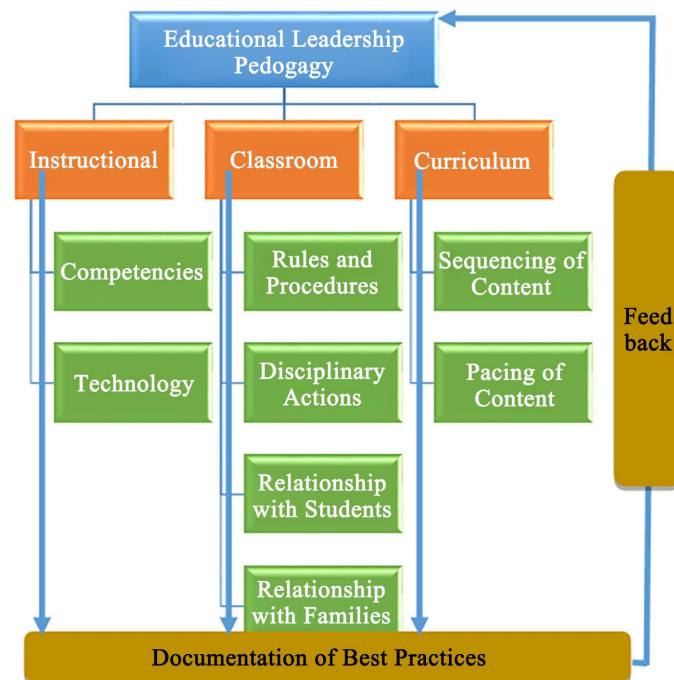 Educational Leadership
Pedogagy
Instructional
Classroom
Curriculum
Competencies
Rules and
Procedures
Sequencing of
Content
Technology
Disciplinary
Actions
Pacing of
Content
Relationship
with Students
Relationship
with Families
Feed
back
Documentation of Best Practices